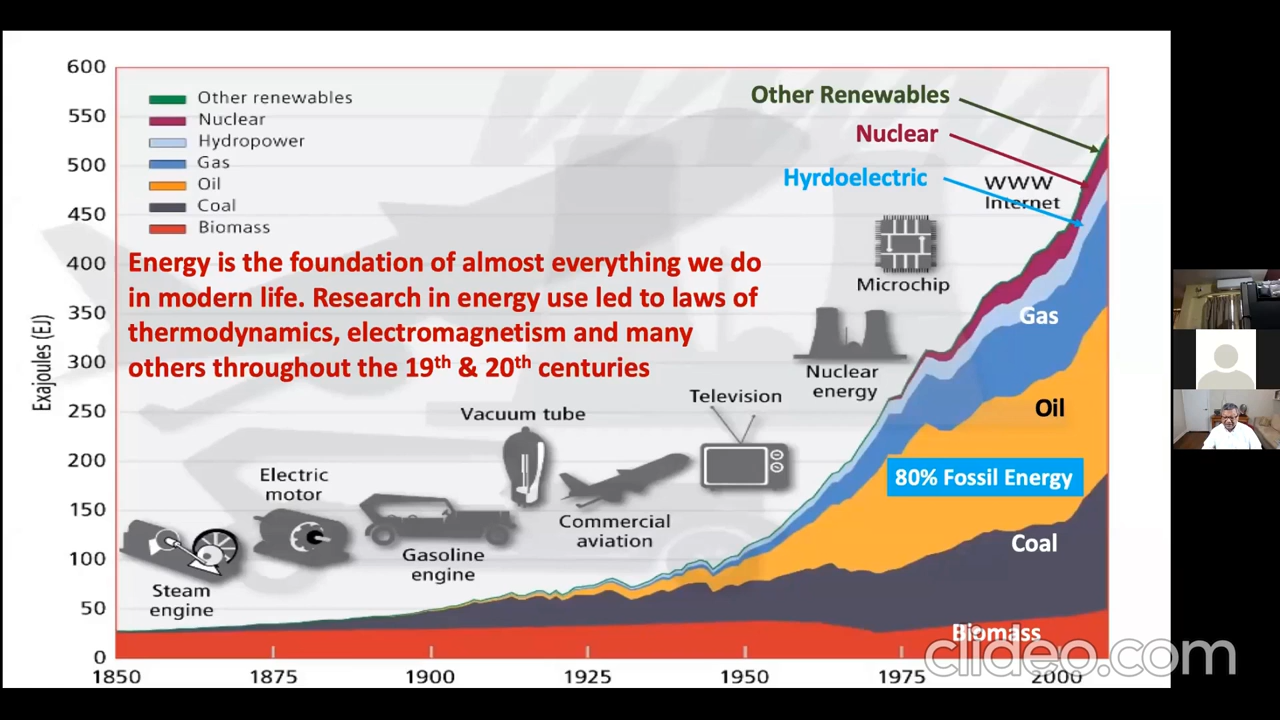 600
550
500
450
400
350
300
250
200
150
100
50
0
Exajoules (EJ)
Other renewables
Nuclear
Hydropower
Gas
Oil
Coal
Biomass
Energy is the foundation of almost everything we do
in modern life. Research in energy use led to laws of
thermodynamics, electromagnetism and many
others throughout the 19th & 20th centuries
Other Renewables
Nuclear
Hyrdoelectric
WWW
Internet
Microchip
Nuclear
energy
Television
Vacuum tube
Commercial
aviation
Electric
motor
Gasoline
engine
Steam
engine
Gas
Oil
80% Fossil Energy
Coal
Biomass
1850
1875
1900
1925
1950
1975
2000
clideo.com